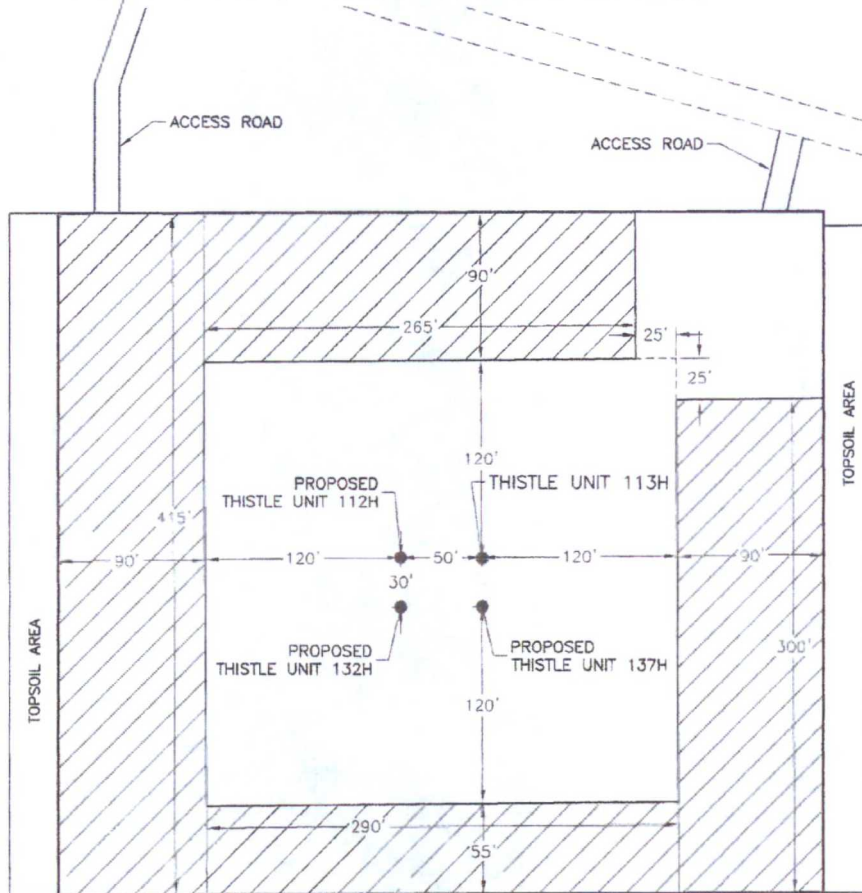 ACCESS ROAD
ACCESS ROAD
90'
265'
25'
25'
TOPSOIL AREA
120'
PROPOSED
THISTLE UNIT 112H
THISTLE UNIT 113H
415'
90'
120'
50'
120'
90'
30'
PROPOSED
THISTLE UNIT 132H
PROPOSED
THISTLE UNIT 137H
300'
TOPSOIL AREA
120'
290'
55'